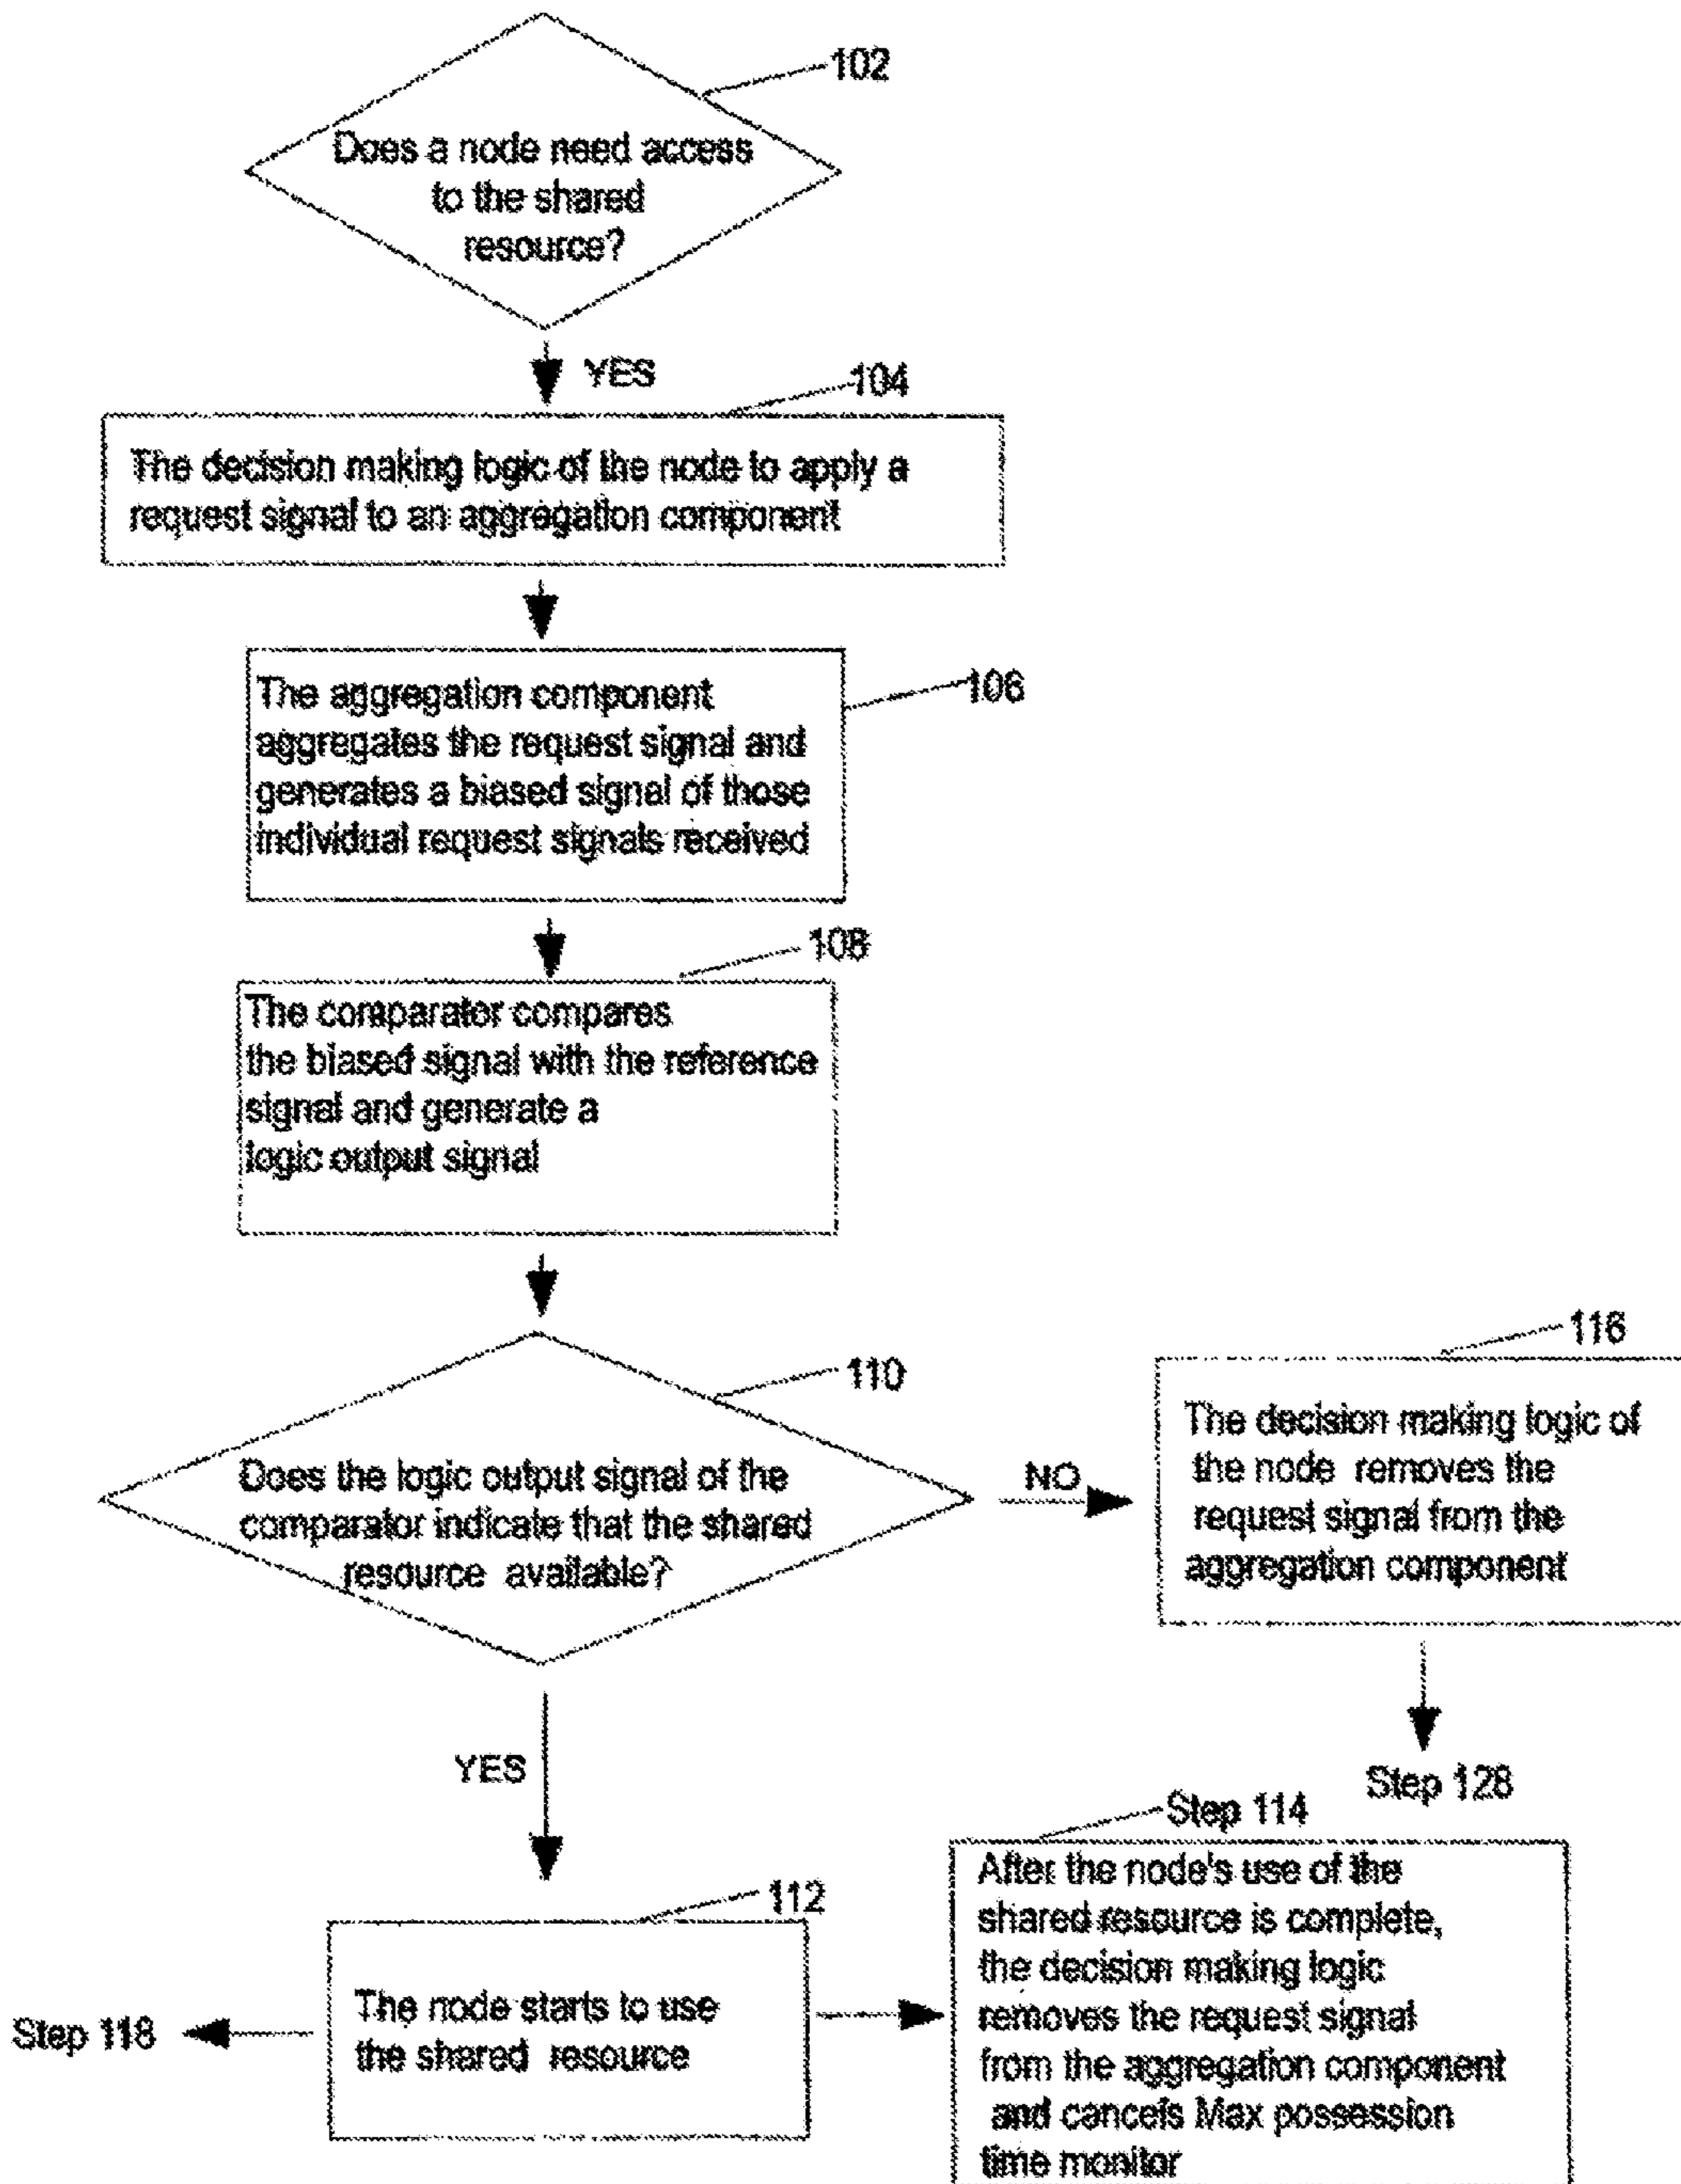 102
Does a node need access
to the shared
resource?
YES
104
The decision making logic of the node to apply a
request signal to an aggregation component
106
The aggregation component
aggregates the request signal and
generates a biased signal of those
individual request signals received
108
The comparator compares
the biased signal with the reference
signal and generate a
logic output signal
110
Does the logic output signal of the
comparator indicate that the shared
resource available?
NO
116
The decision making logic of
the node removes the
request signal from the
aggregation component
Step 128
YES
112
The node starts to use
the shared resource
Step 118
Step 114
After the node's use of the
shared resource is complete,
the decision making logic
removes the request signal
from the aggregation component
and cancels Max possession
time monitor